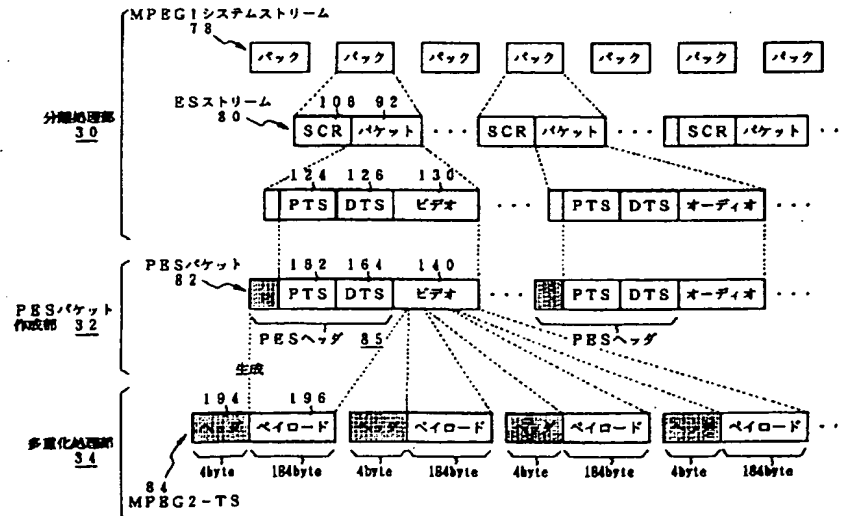 MPEG1システムストリーム
78
パック パック パック パック パック パック パック
分離処理部
30
ESストリーム
80
108 92
SCR パケット ··· SCR パケット ··· SCR パケット ··
124 126 130
PTS DTS ビデオ ··· PTS DTS オーディオ ···
PESパケット
82
162 164 140
PTS DTS ビデオ ··· PTS DTS オーディオ ···
PESパケット
作成部 32
PESヘッダ 85 PESヘッダ
生成
194 196
ペイロード ペイロード ペイロード ペイロード ··
多重化処理部
34
4byte 184byte 4byte 184byte 4byte 184byte 4byte 184byte
84
MPEG2-TS